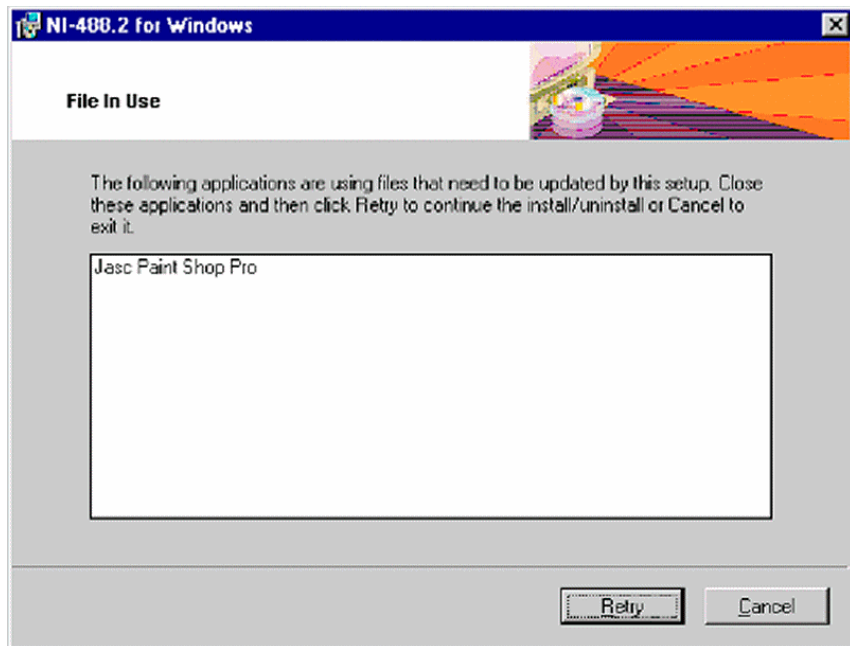 NI-488.2 for Windows
File In Use
The following applications are using files that need to be updated by this setup. Close
these applications and then click Retry to continue the install/uninstall or Cancel to
exit it.
Jasc Paint Shop Pro
Retry
Cancel